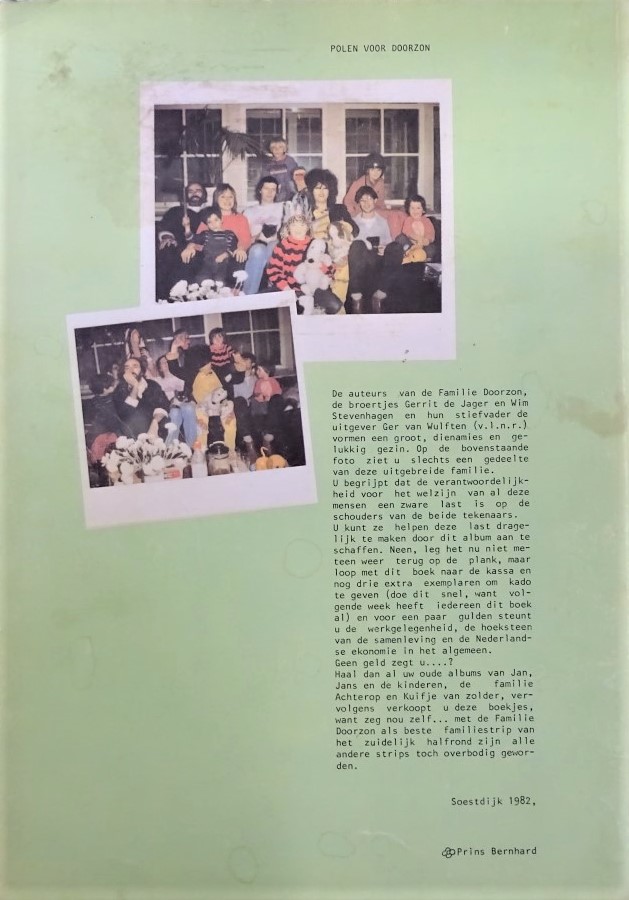 POLEN VOOR DOORZON
De auteurs van de Familie Doorzon,
de broertjes Gerrit de Jager en Wim
Stevenhagen en hun stiefvader de
uitgever Ger van Wulften (v.l.n.r.)
vormen een groot, dienamies en ge-
lukkig gezin. Op de bovenstaande
foto ziet u slechts een gedeelte
van deze uitgebreide familie.
U begrijpt dat de verantwoordelijk-
heid voor het welzijn van al deze
mensen een zware last is op de
schouders van de beide tekenaars.
U kunt ze helpen deze last drage-
lijk te maken door dit album aan te
schaffen. Neen, leg het nu niet me-
teen weer terug op de plank, maar
loop met dit boek naar de kassa en
nog drie extra exemplaren om kado
te geven (doe dit snel, want vol-
gende week heeft iedereen dit boek
al) en voor een paar gulden steunt
u de werkgelegenheid, de hoeksteen
van de samenleving en de Nederland-
se ekonomie in het algemeen.
Geen geld zegt u....?
Haal dan al uw oude albums van Jan,
Jans en de kinderen, de familie
Achterop en Kuifje van zolder, ver-
volgens verkoopt u deze boekjes,
want zeg nou zelf... met de Familie
Doorzon als beste familiestrip van
het zuidelijk halfrond zijn alle
andere strips toch overbodig gewor-
den.
Soestdijk 1982,
Prins Bernhard